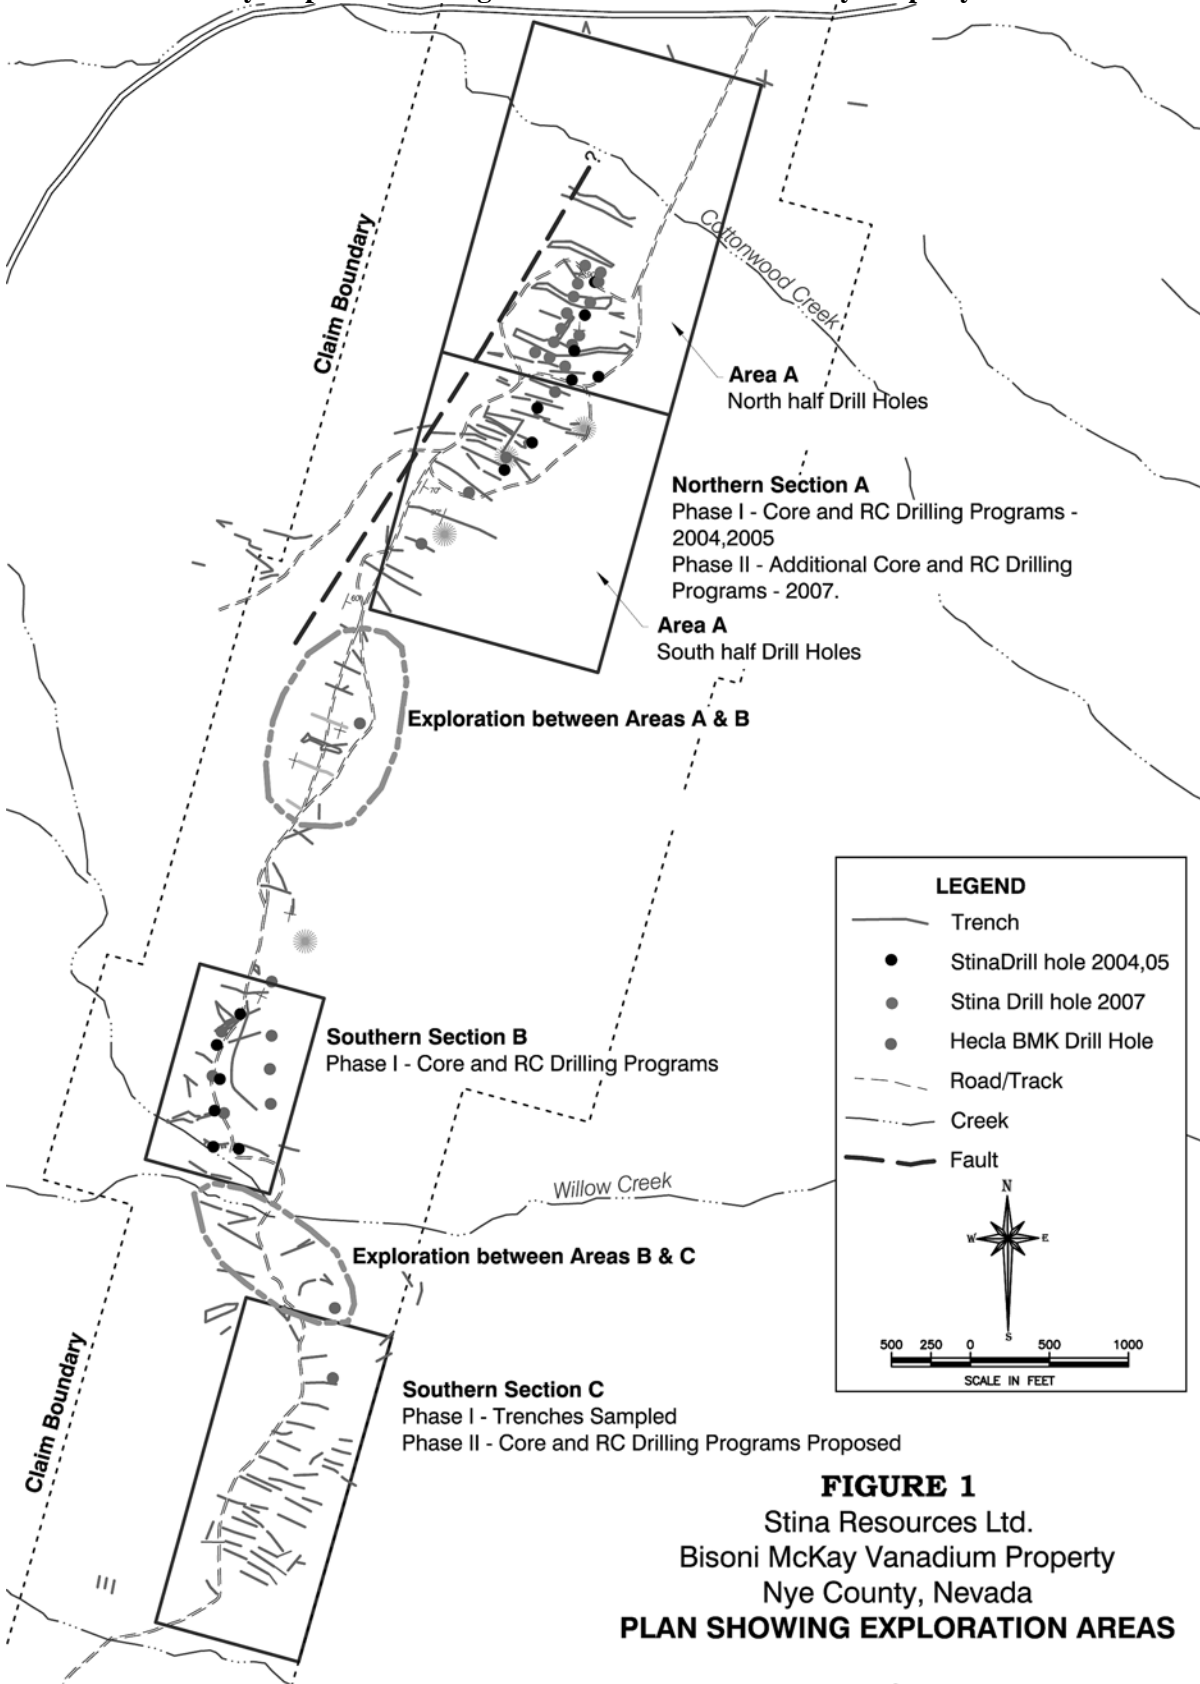 ?
Cottonwood Creek
Claim Boundary
Area A
North half Drill Holes
Northern Section A
Phase I - Core and RC Drilling Programs -
2004,2005
Phase II - Additional Core and RC Drilling
Programs - 2007.
Area A
South half Drill Holes
60
Exploration between Areas A & B
LEGEND
Trench
StinaDrill hole 2004,05
Stina Drill hole 2007
Hecla BMK Drill Hole
Road/Track
Creek
Fault
N
W E
S
500 250 0 500 1000
SCALE IN FEET
Southern Section B
Phase I - Core and RC Drilling Programs
Willow Creek
Exploration between Areas B & C
Claim Boundary
Southern Section C
Phase I - Trenches Sampled
Phase II - Core and RC Drilling Programs Proposed
FIGURE 1
Stina Resources Ltd.
Bisoni McKay Vanadium Property
Nye County, Nevada
PLAN SHOWING EXPLORATION AREAS